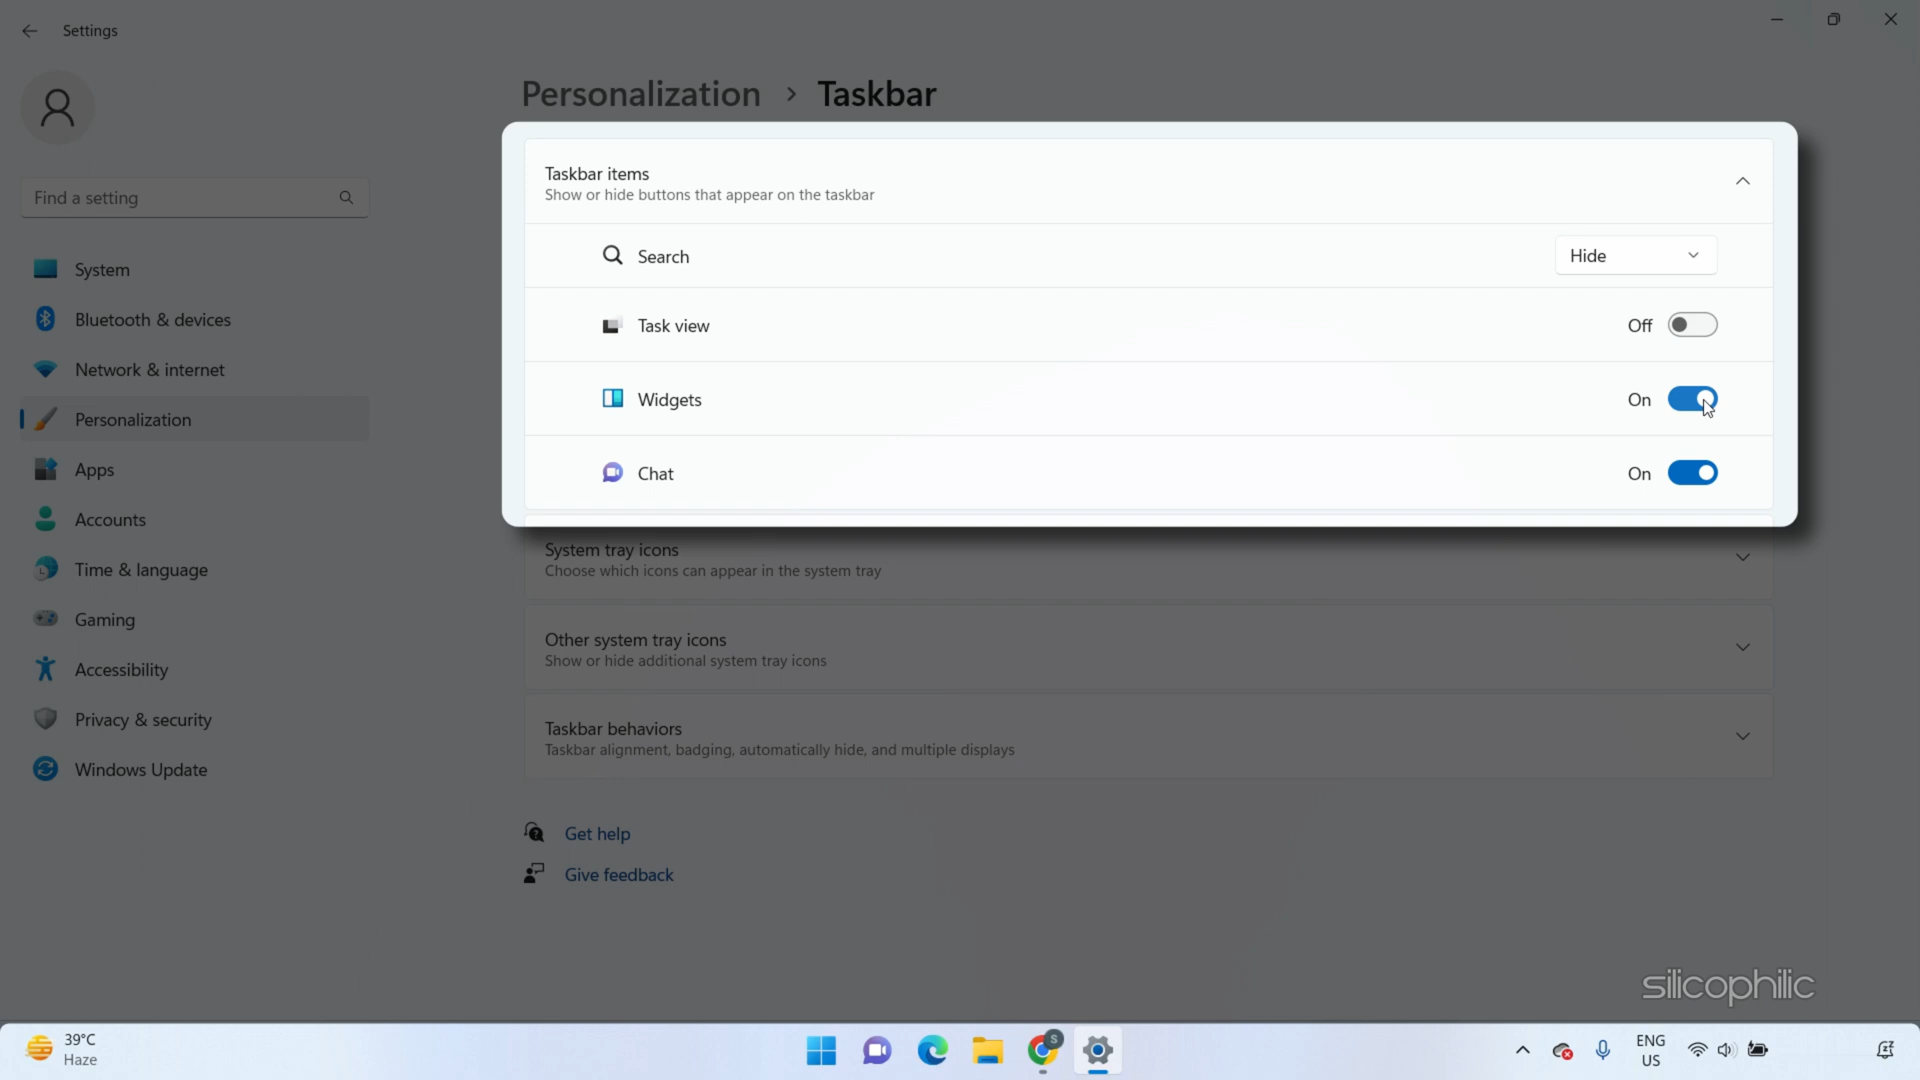 Settings
Personalization > Taskbar
Find a setting
System
Bluetooth & devices
Network & internet
Personalization
Apps
Accounts
Time & language
Gaming
Accessibility
Privacy & security
Windows Update
Taskbar items
Show or hide buttons that appear on the taskbar
Search
Hide
Task view
Off
Widgets
On
Chat
On
System tray icons
Choose which icons can appear in the system tray
Other system tray icons
Show or hide additional system tray icons
Taskbar behaviors
Taskbar alignment, badging, automatically hide, and multiple displays
Get help
Give feedback
silicophilic
39°C
Haze
S
ENG
US